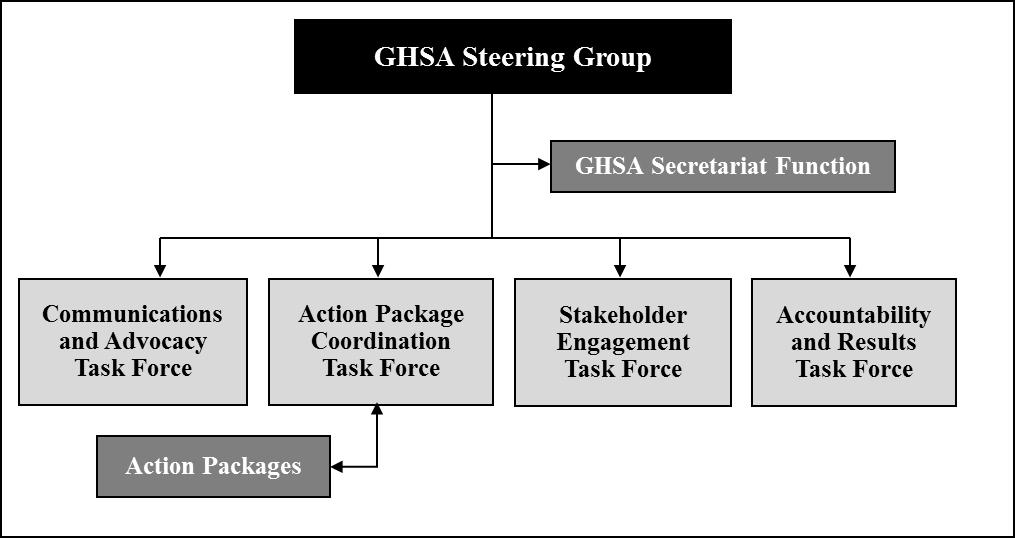 GHSA Steering Group
GHSA Secretariat Function
Communications
and Advocacy
Task Force
Action Package
Coordination
Task Force
Stakeholder
Engagement
Task Force
Accountability
and Results
Task Force
Action Packages